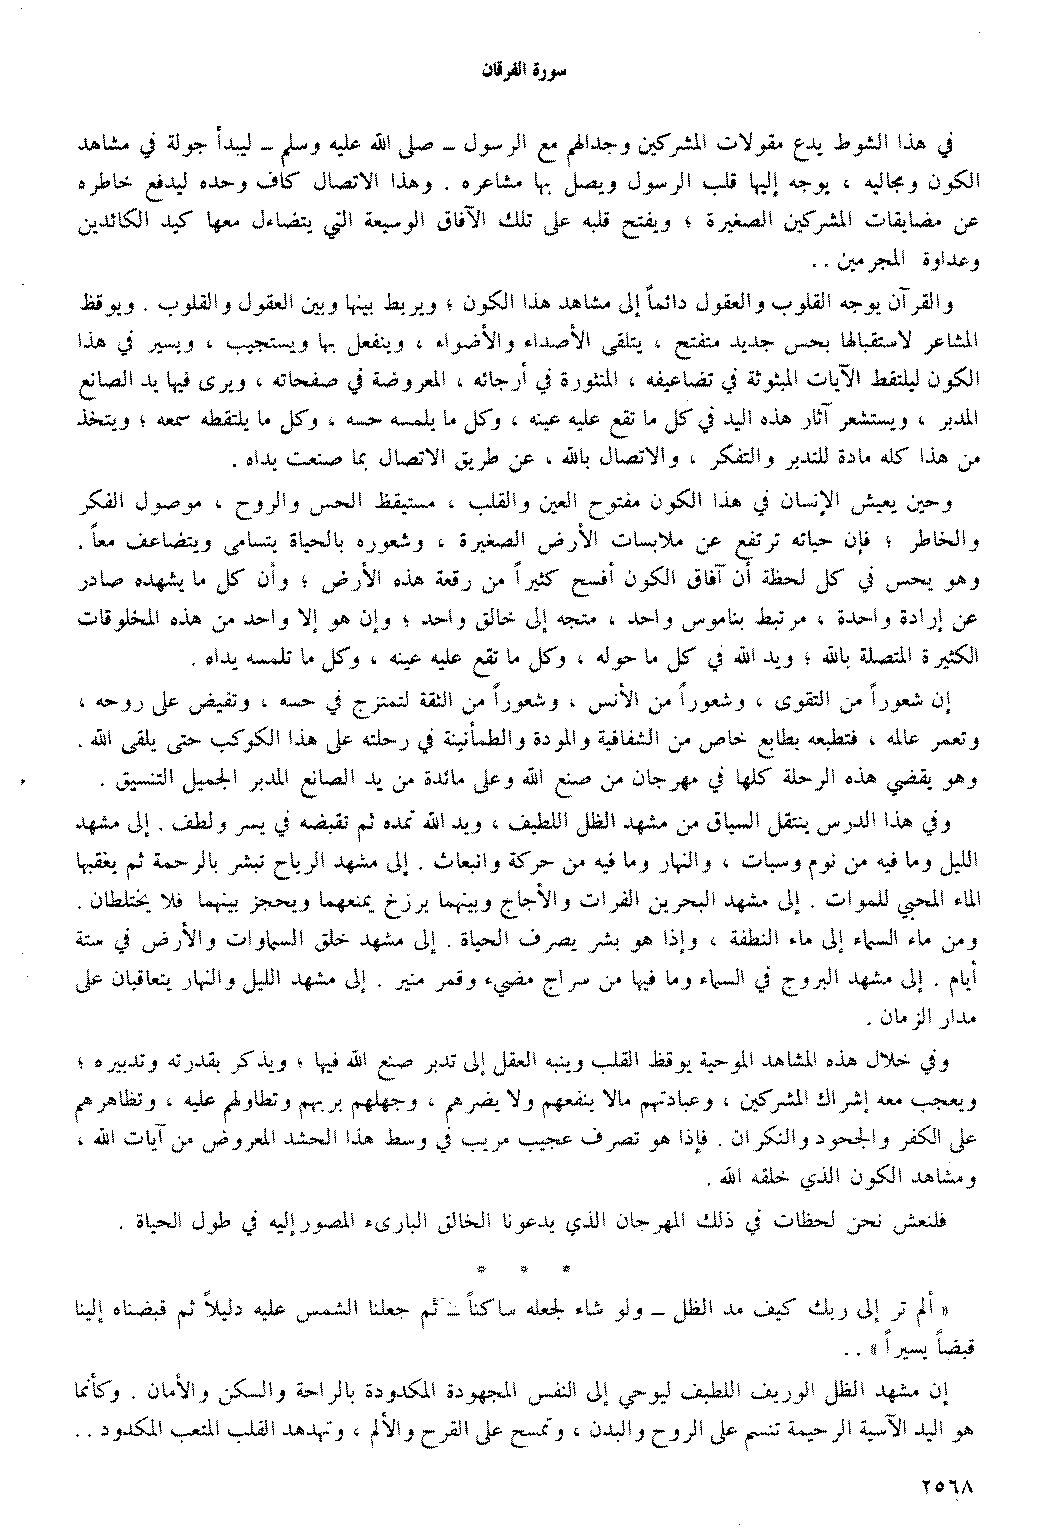 سورة الفرقان
في هذا الشوط يدع مقولات المشركين وجدالهم مع الرسول ــ صلى الله عليه وسلم ــ ليبدأ جولة في مشاهد
الكون ومجاليه ، يوجه إليها قلب الرسول ويصل بها مشاعره . وهذا الاتصال كاف وحده ليدفع خاطره
عن مضايقات المشركين الصغيرة ؛ ويفتح قلبه على تلك الآفاق الوسيعة التي يتضاءل معها كيد الكائدين
وعداوة المجرمين . .
والقرآن يوجه القلوب والعقول دائماً إلى مشاهد هذا الكون ؛ ويربط بينها وبين العقول والقلوب . ويوقظ
المشاعر لاستقبالها بحس جديد متفتح ، يتلقى الأصداء والأضواء ، وينفعل بها ويستجيب ، ويسير في هذا
الكون ليلتقط الآيات المبثوثة في تضاعيفه ، المنثورة في أرجائه ، المعروضة في صفحاته ، ويرى فيها يد الصانع
المدبر ، ويستشعر آثار هذه اليد في كل ما تقع عليه عينه ، وكل ما يلمسه حسه ، وكل ما يلتقطه سمعه ؛ ويتخذ
من هذا كله مادة للتدبر والتفكر ، والاتصال بالله ، عن طريق الاتصال بما صنعت يداه .
وحين يعيش الإنسان في هذا الكون مفتوح العين والقلب ، مستيقظ الحس والروح ، موصول الفكر
والخاطر ؛ فإن حياته ترتفع عن ملابسات الأرض الصغيرة ، وشعوره بالحياة يتسامى ويتضاعف معاً .
وهو يحس في كل لحظة أن آفاق الكون أفسح كثيراً من رقعة هذه الأرض ؛ وأن كل ما يشهده صادر
عن إرادة واحدة ، مرتبط بناموس واحد ، متجه إلى خالق واحد ؛ وإن هو إلا واحد من هذه المخلوقات
الكثيرة المتصلة بالله ؛ ويد الله في كل ما حوله ، وكل ما تقع عليه عينه ، وكل ما تلمسه يداه .
إن شعوراً من التقوى ، وشعوراً من الأنس ، وشعوراً من الثقة لتمتزج في حسه ، وتفيض على روحه ،
وتعمر عالمه ، فتطبعه بطابع خاص من الشفافية والمودة والطمأنينة في رحلته على هذا الكوكب حتى يلقى الله .
وهو يقضي هذه الرحلة كلها في مهرجان من صنع الله وعلى مائدة من يد الصانع المدبر الجميل التنسيق .
وفي هذا الدرس ينتقل السياق من مشهد الظل اللطيف ، ويد الله تمده ثم تقبضه في يسر ولطف . إلى مشهد
الليل وما فيه من نوم وسبات ، والنهار وما فيه من حركة وانبعاث . إلى مشهد الرياح تبشر بالرحمة ثم يعقبها
الماء المحيي للموات . إلى مشهد البحرين الفرات والأجاج وبينهما برزخ يمنعهما ويحجز بينهما فلا يختلطان .
ومن ماء السماء إلى ماء النطفة ، وإذا هو بشر يصرف الحياة . إلى مشهد خلق السماوات والأرض في ستة
أيام . إلى مشهد البروج في السماء وما فيها من سراج مضيء وقمر منير . إلى مشهد الليل والنهار يتعاقبان على
مدار الزمان .
وفي خلال هذه المشاهد الموحية يوقظ القلب وينبه العقل إلى تدبر صنع الله فيها ؛ ويذكر بقدرته وتدبيره ؛
ويعجب معه إشراك المشركين ، وعبادتهم مالا ينفعهم ولا يضرهم ، وجهلهم بربهم وتطاولهم عليه ، وتظاهرهم
على الكفر والجحود والنكران . فإذا هو تصرف عجيب مريب في وسط هذا الحشد المعروض من آيات الله ،
ومشاهد الكون الذي خلقه الله .
فلنعش نحن لحظات في ذلك المهرجان الذي يدعونا الخالق البارىء المصور إليه في طول الحياة .
* * *
« ألم تر إلى ربك كيف مد الظل ــ ولو شاء لجعله ساكناً ــ ثم جعلنا الشمس عليه دليلاً ثم قبضناه إلينا
قبضاً يسيراً » . .
إن مشهد الظل الوريف اللطيف ليوحي إلى النفس المجهودة المكدودة بالراحة والسكن والأمان . وكأنما
هو اليد الآسية الرحيمة تنسم على الروح والبدن ، وتمسح على القرح والألم ، وتهدهد القلب المتعب المكدود . .
٢٥٦٨